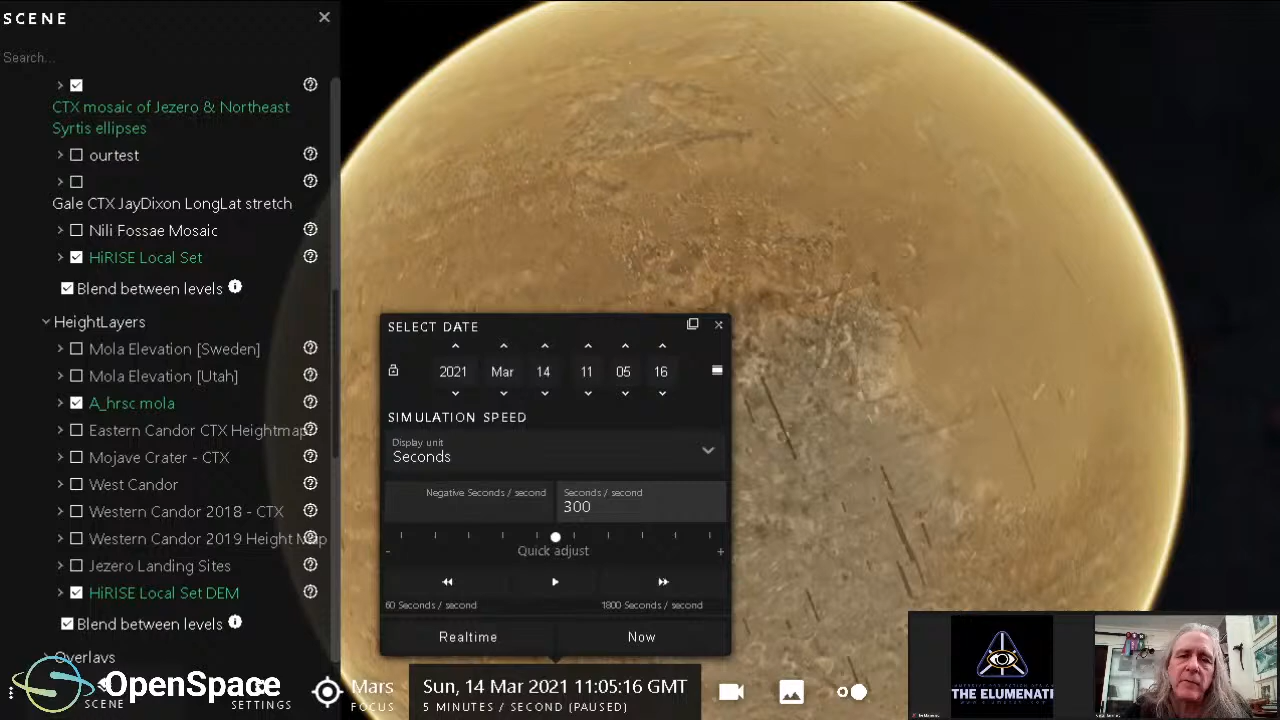 SCENE
Search...
CTX mosaic of Jezero & Northeast
Syrtis ellipses
ourtest
Gale CTX JayDixon LongLat stretch
Nili Fossae Mosaic
HiRISE Local Set
Blend between levels
HeightLayers
Mola Elevation [Sweden]
Mola Elevation [Utah]
A_hrsc mola
Eastern Candor CTX Heightmap
Mojave Crater - CTX
West Candor
Western Candor 2018 - CTX
Western Candor 2019 Height Map
Jezero Landing Sites
HiRISE Local Set DEM
Blend between levels
Overlays
OpenSpace
SCENE
SETTINGS
SELECT DATE
2021 Mar 14 11 05 16
SIMULATION SPEED
Display unit
Seconds
Negative Seconds / second
Seconds / second
300
- Quick adjust +
60 Seconds / second
1800 Seconds / second
Realtime
Now
Mars
FOCUS
Sun, 14 Mar 2021 11:05:16 GMT
5 MINUTES / SECOND (PAUSED)
THE ELUMENATI